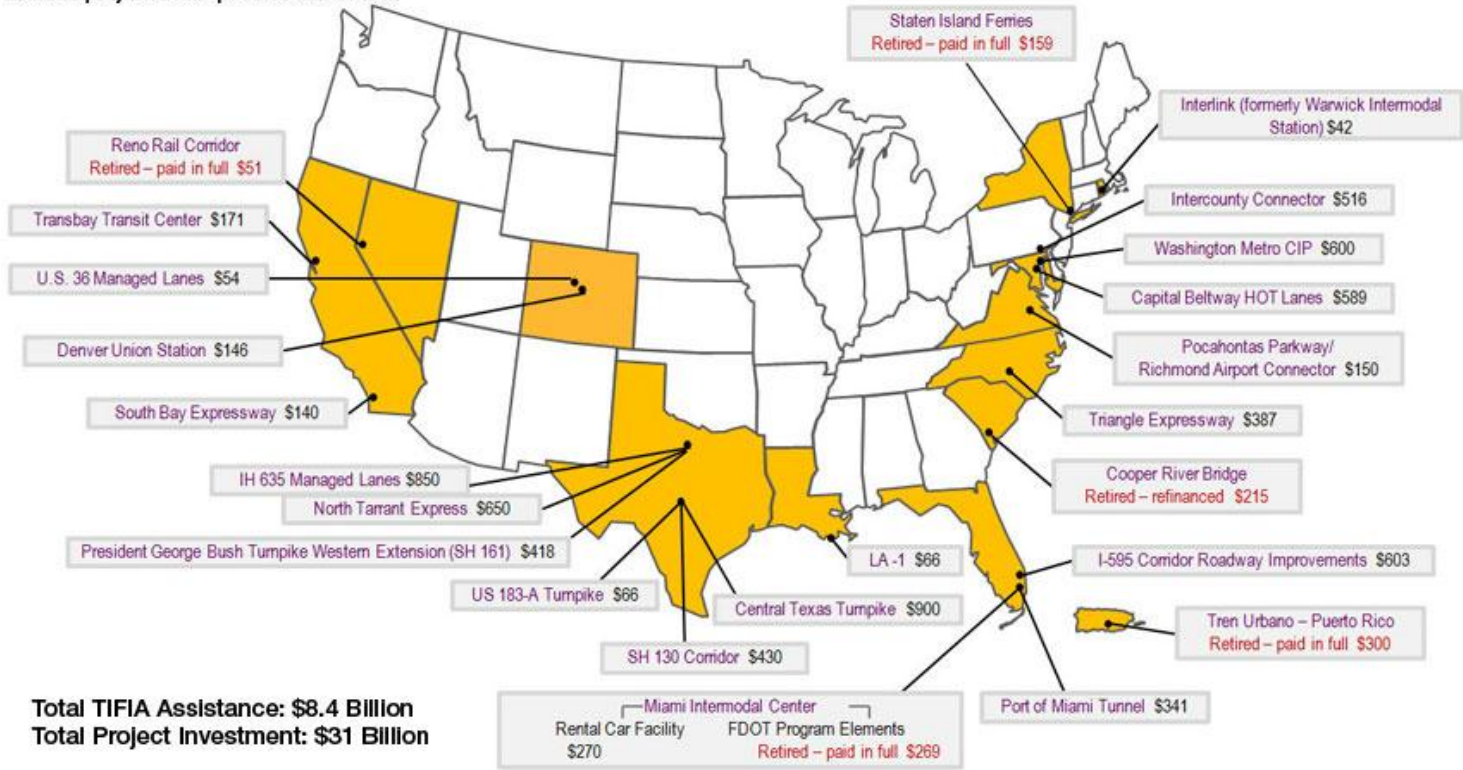 Staten Island Ferries
Retired – paid in full $159
Interlink (formerly Warwick Intermodal
Station) $42
Reno Rail Corridor
Retired – paid in full $51
Transbay Transit Center $171
Intercounty Connector $516
U.S. 36 Managed Lanes $54
Washington Metro CIP $600
Capital Beltway HOT Lanes $589
Denver Union Station $146
Pocahontas Parkway/
Richmond Airport Connector $150
South Bay Expressway $140
Triangle Expressway $387
IH 635 Managed Lanes $850
Cooper River Bridge
Retired – refinanced $215
North Tarrant Express $650
President George Bush Turnpike Western Extension (SH 161) $418
LA -1 $66
I-595 Corridor Roadway Improvements $603
US 183-A Turnpike $66
Central Texas Turnpike $900
Tren Urbano – Puerto Rico
Retired – paid in full $300
SH 130 Corridor $430
Total TIFIA Assistance: $8.4 Billion
Total Project Investment: $31 Billion
Miami Intermodal Center
Rental Car Facility FDOT Program Elements
$270 Retired – paid in full $269
Port of Miami Tunnel $341